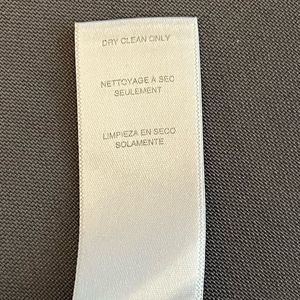 DRY CLEAN ONLY
NETTOYAGE À SEC
SEULEMENT
LIMPIEZA EN SECO
SOLAMENTE